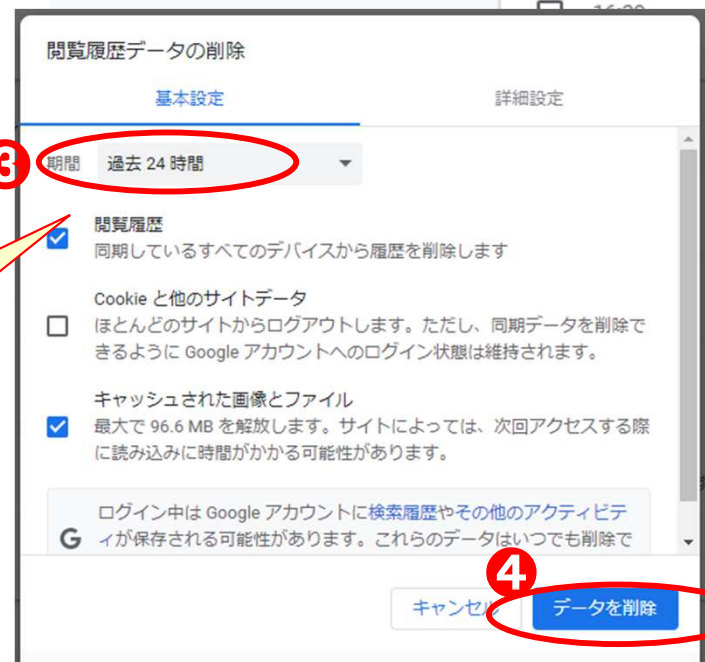 閲覧履歴データの削除
基本設定
詳細設定
3
期間
過去 24 時間
閲覧履歴
同期しているすべてのデバイスから履歴を削除します
Cookie と他のサイトデータ
ほとんどのサイトからログアウトします。ただし、同期データを削除で
きるように Google アカウントへのログイン状態は維持されます。
キャッシュされた画像とファイル
最大で 96.6 MB を解放します。サイトによっては、次回アクセスする際
に読み込みに時間がかかる可能性があります。
ログイン中は Google アカウントに検索履歴やその他のアクティビテ
G ィが保存される可能性があります。これらのデータはいつでも削除で
4
キャンセル
データを削除